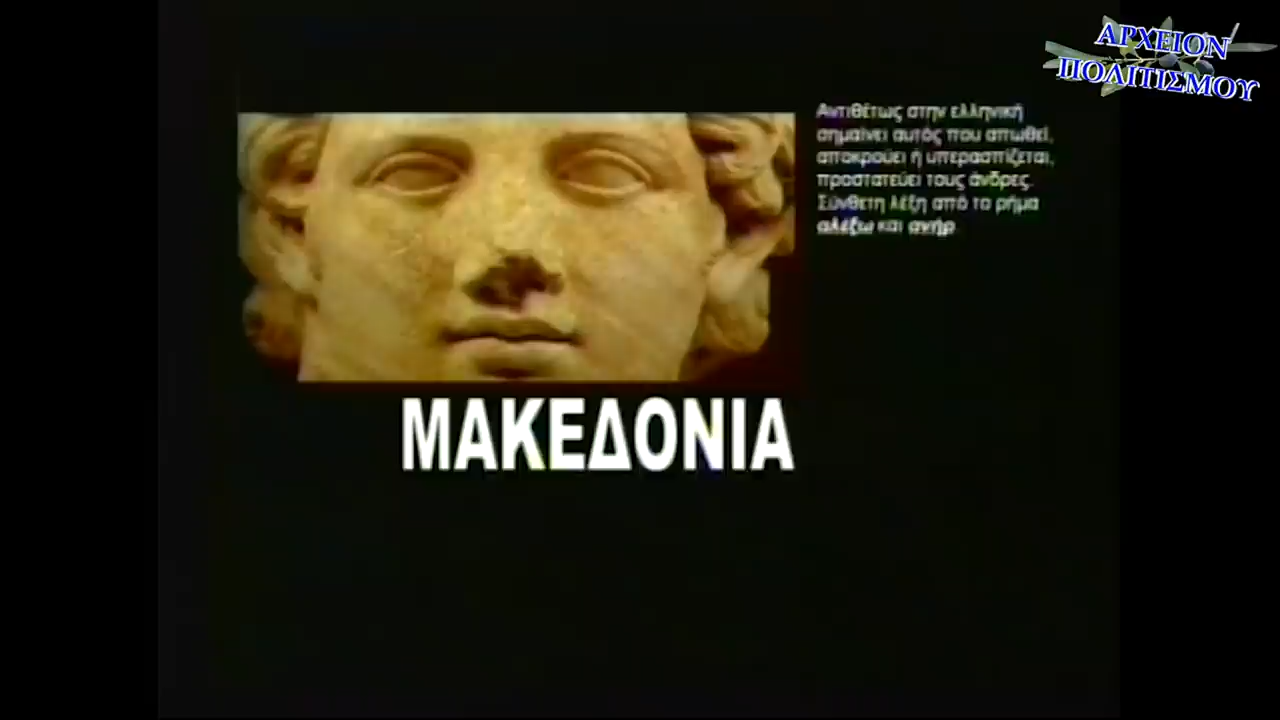 ΑΡΧΕΙΟΝ
ΠΟΛΙΤΙΣΜΟΥ
Αντιθέτως στην ελληνική
σημαίνει αυτός που απωθεί,
αποκρούει ή υπερασπίζεται,
προστατεύει τους άνδρες.
Σύνθετη λέξη από το ρήμα
αλέξω και ανήρ
ΜΑΚΕΔΟΝΙΑ